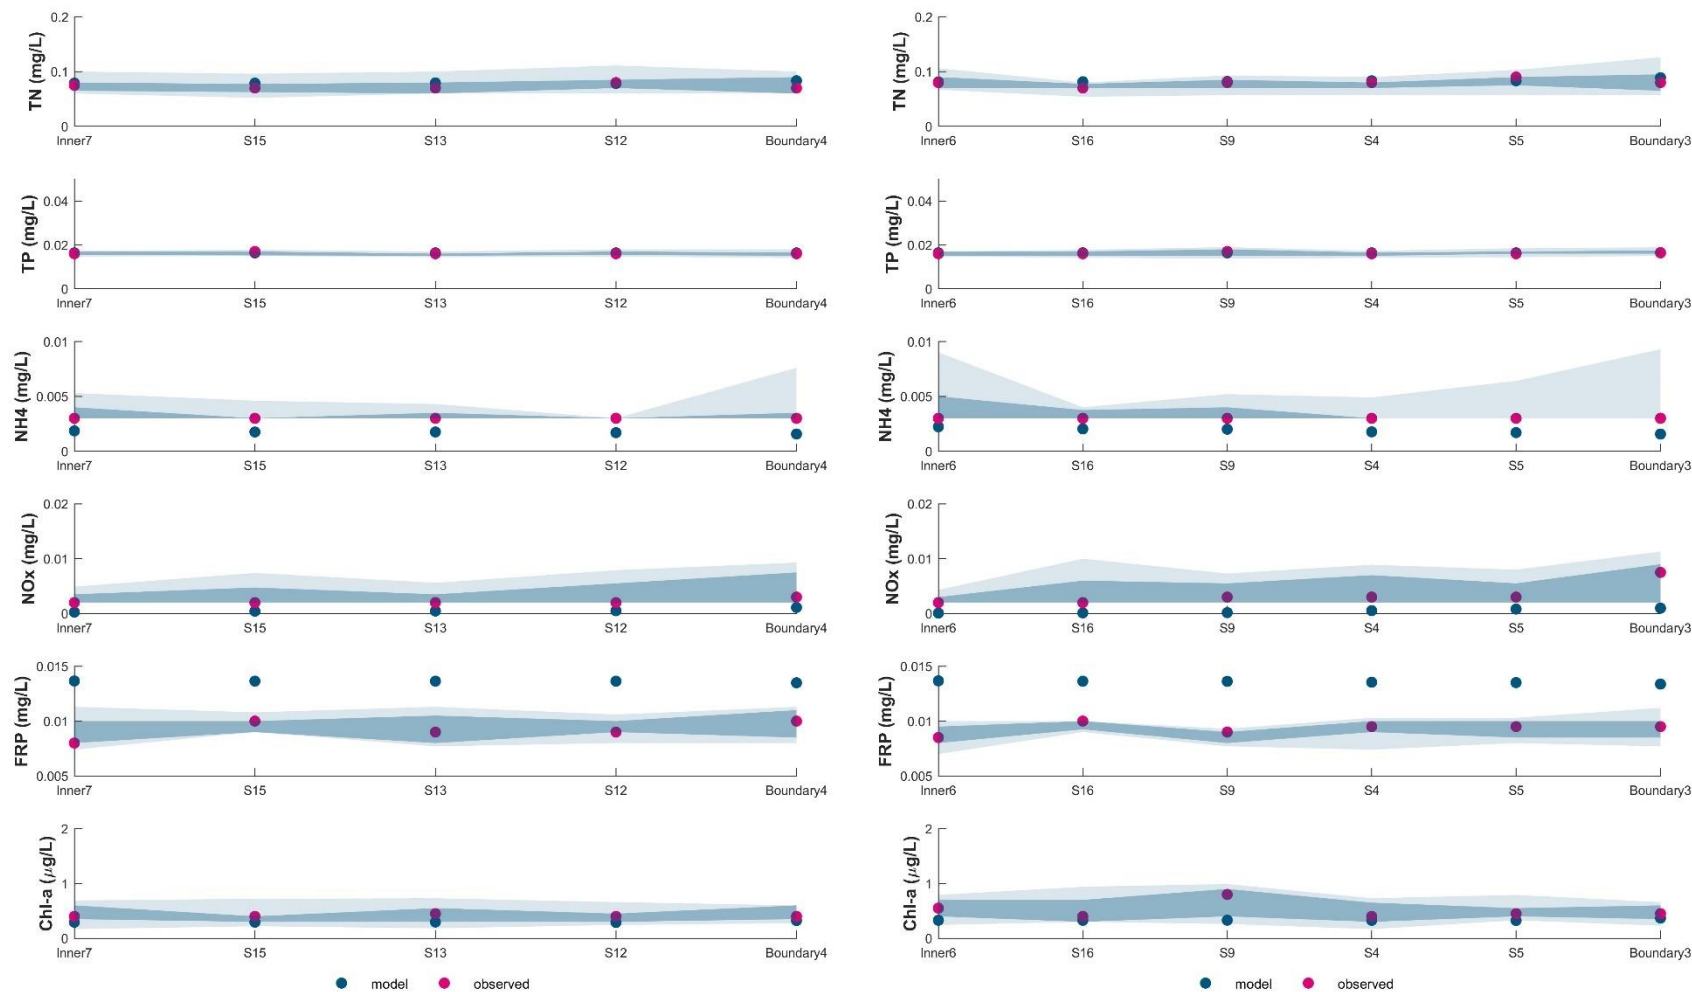 0.2 0.2
TN (mg/L) 0.1 TN (mg/L) 0.1
0 0
Inner7 S15 S13 S12 Boundary4 Inner6 S16 S9 S4 S5 Boundary3
0.04 0.04
TP (mg/L) 0.02 TP (mg/L) 0.02
0 0
Inner7 S15 S13 S12 Boundary4 Inner6 S16 S9 S4 S5 Boundary3
0.01 0.01
NH4 (mg/L) 0.005 NH4 (mg/L) 0.005
0 0
Inner7 S15 S13 S12 Boundary4 Inner6 S16 S9 S4 S5 Boundary3
0.02 0.02
NOx (mg/L) 0.01 NOx (mg/L) 0.01
0 0
Inner7 S15 S13 S12 Boundary4 Inner6 S16 S9 S4 S5 Boundary3
0.015 0.015
FRP (mg/L) 0.01 FRP (mg/L) 0.01
0.005 0.005
Inner7 S15 S13 S12 Boundary4 Inner6 S16 S9 S4 S5 Boundary3
2 2
Chl-a (μg/L) 1 Chl-a (μg/L) 1
0 0
Inner7 S15 S13 S12 Boundary4 Inner6 S16 S9 S4 S5 Boundary3
model observed model observed